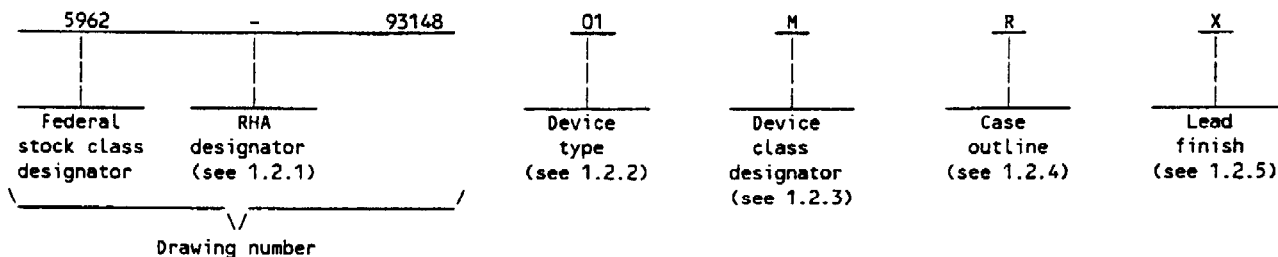 5962 - 93148 01 M R X
Federal stock class designator
RHA designator (see 1.2.1)
Device type (see 1.2.2)
Device class designator (see 1.2.3)
Case outline (see 1.2.4)
Lead finish (see 1.2.5)
Drawing number